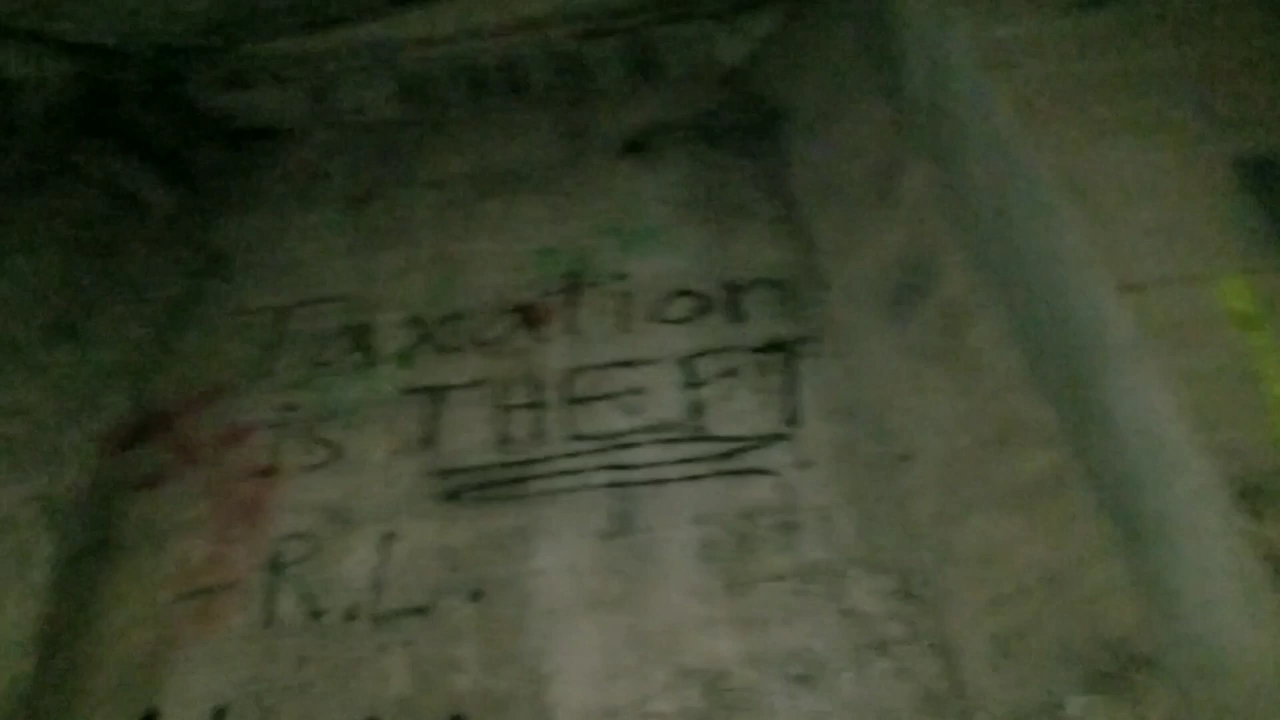 Taxation
is THEFT
- R.L.